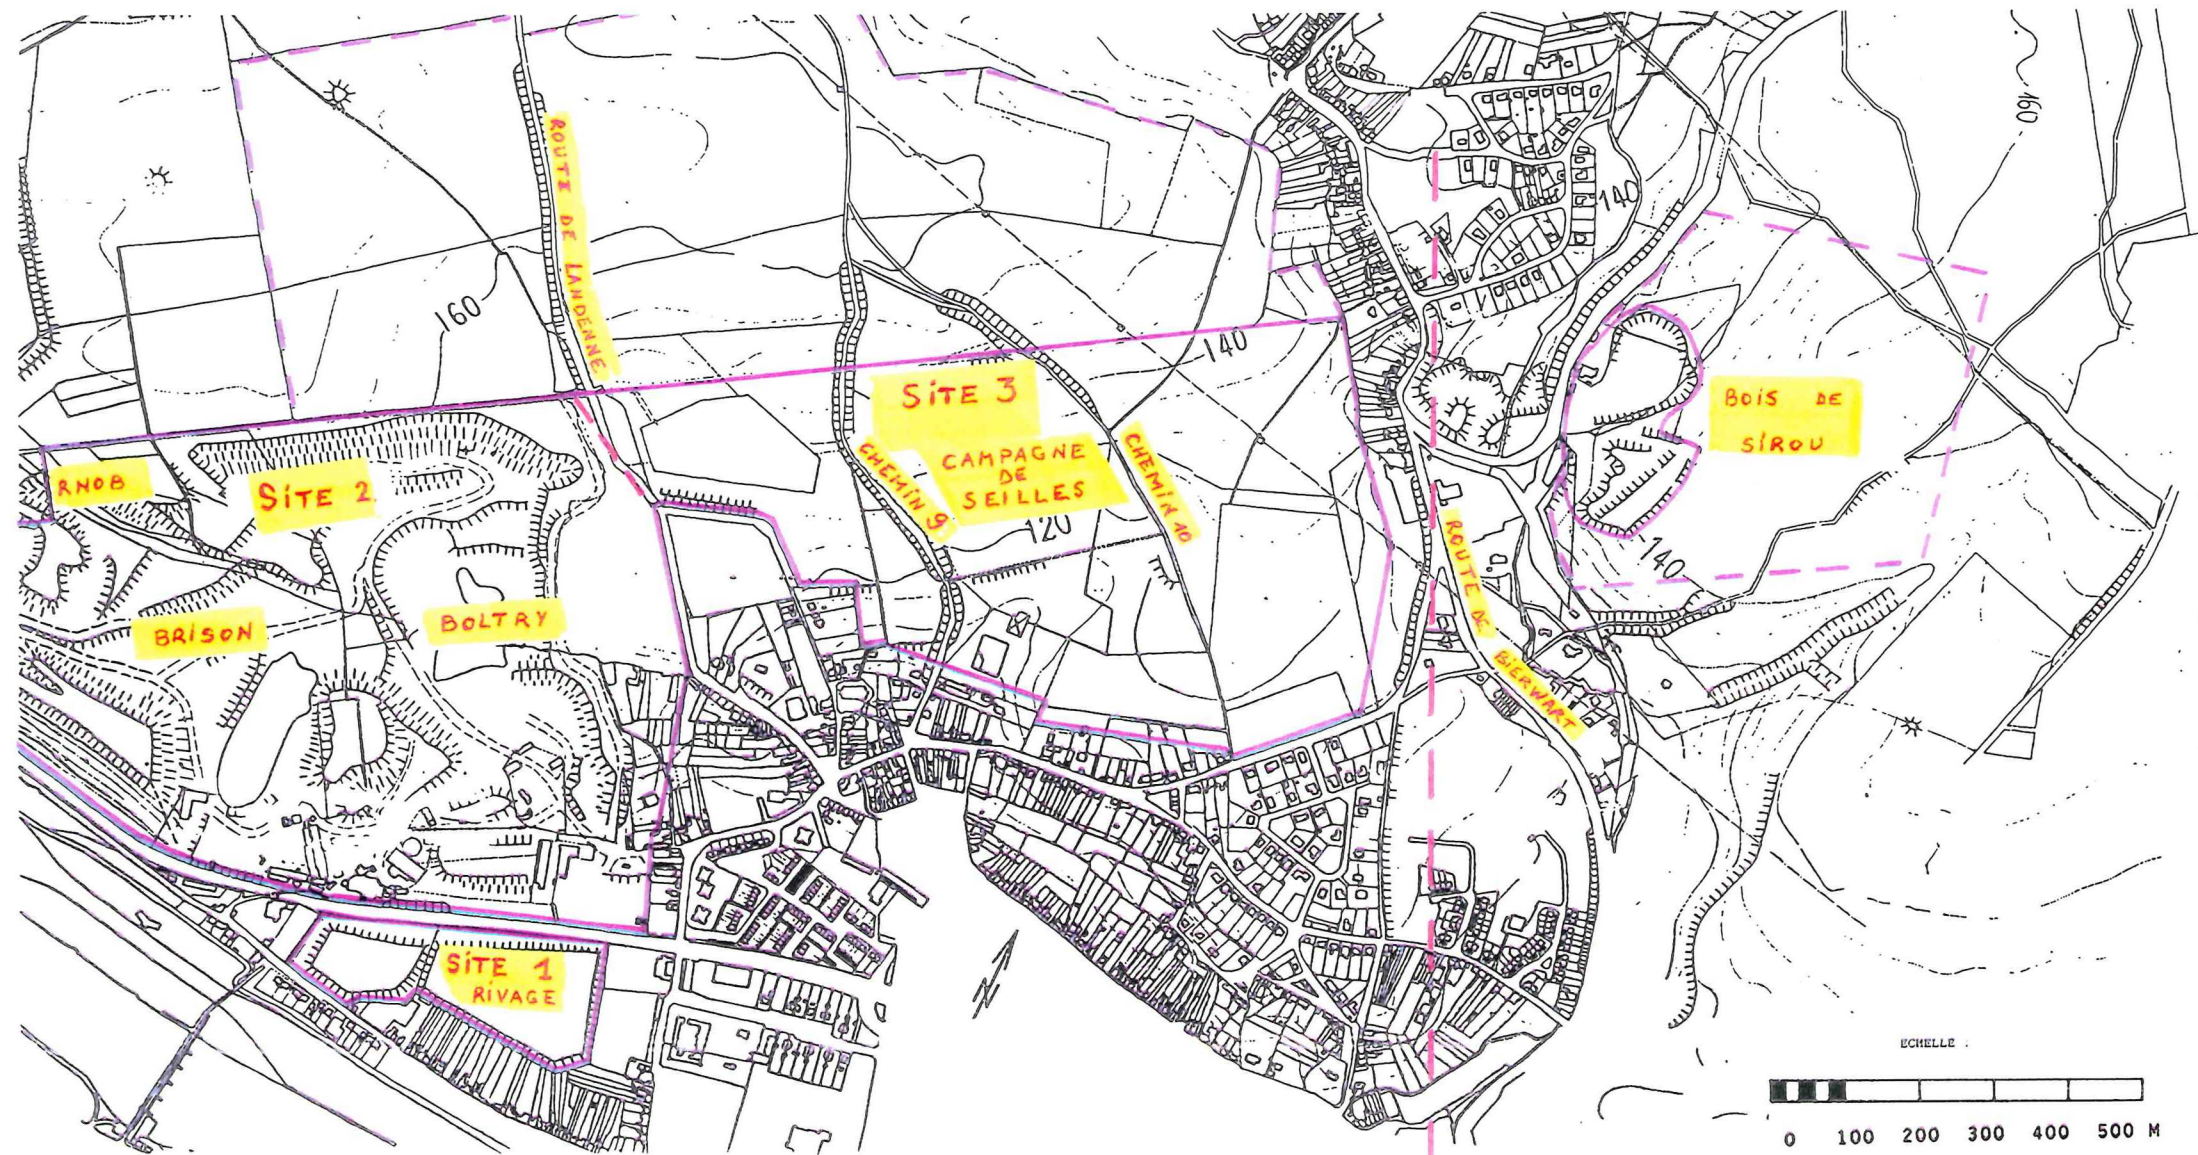 160
ROUTE DE LANDENNE
140
160
140
SiTE 3
BOIS DE
SIROU
RNOB
SiTE 2.
CHEMIN 9
CAMPAGNE
DE
SEILLES
CHEMIN 10
120
ROUTE DE
BIERWART
140
BRISON
BOLTRY
SiTE 1
RIVAGE
N
ECHELLE :
0 100 200 300 400 500 M